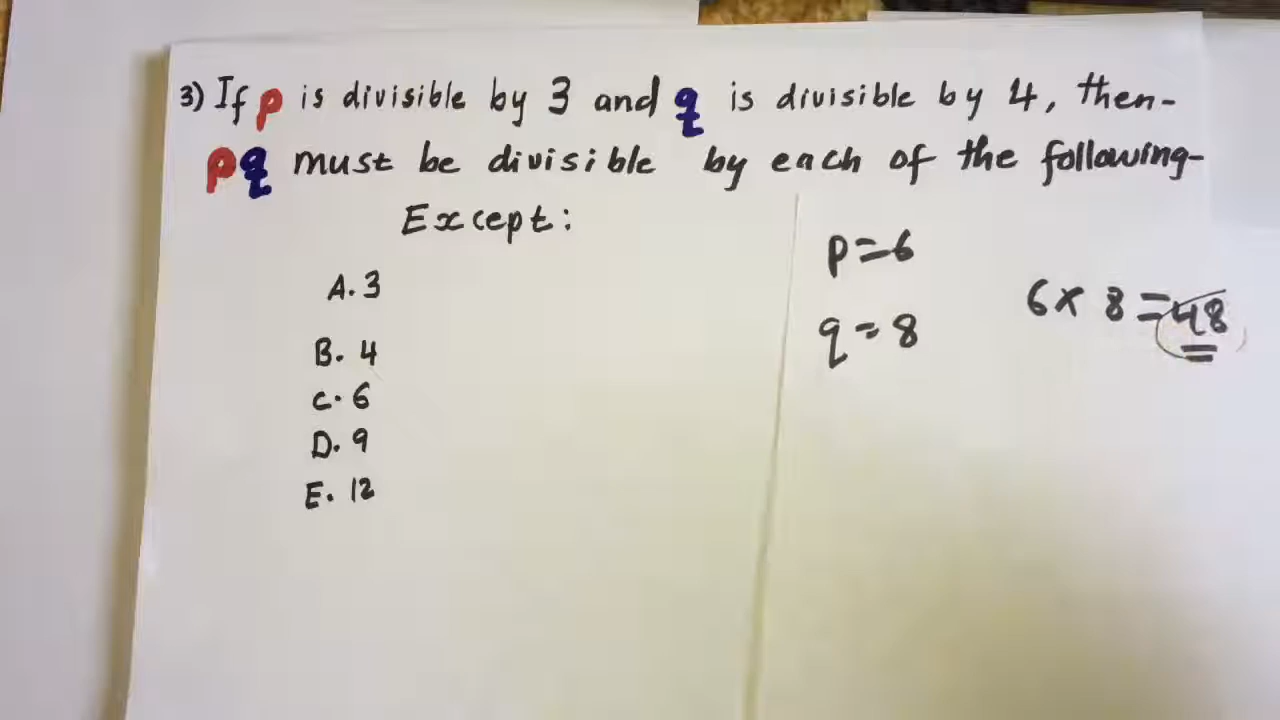 3) If p is divisible by 3 and q is divisible by 4, then-
pq must be divisible by each of the following-
Except:
A. 3
B. 4
C. 6
D. 9
E. 12
p=6
q=8
6x 8=48